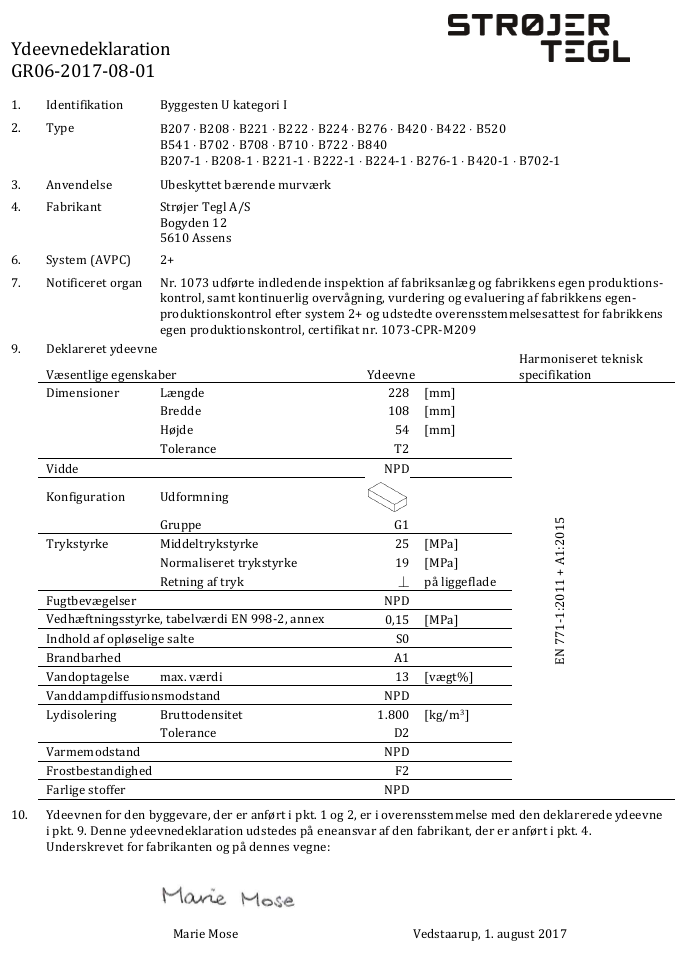 STRØJER
TEGL
Ydeevnedeklaration
GR06-2017-08-01
1. Identifikation Byggesten U kategori I
2. Type B207 · B208 · B221 · B222 · B224 · B276 · B420 · B422 · B520
B541 · B702 · B708 · B710 · B722 · B840
B207-1 · B208-1 · B221-1 · B222-1 · B224-1 · B276-1 · B420-1 · B702-1
3. Anvendelse Ubeskyttet bærende murværk
4. Fabrikant Strøjer Tegl A/S
Bogyden 12
5610 Assens
6. System (AVPC) 2+
7. Notificeret organ Nr. 1073 udførte indledende inspektion af fabriksanlæg og fabrikkens egen produktions-
kontrol, samt kontinuerlig overvågning, vurdering og evaluering af fabrikkens egen-
produktionskontrol efter system 2+ og udstedte overensstemmelsesattest for fabrikkens
egen produktionskontrol, certifikat nr. 1073-CPR-M209
9. Deklareret ydeevne
Væsentlige egenskaber Ydeevne Harmoniseret teknisk
specifikation
Dimensioner Længde 228 [mm]
Bredde 108 [mm]
Højde 54 [mm]
Tolerance T2
Vidde NPD
Konfiguration Udformning
Gruppe G1
Trykstyrke Middeltrykstyrke 25 [MPa]
Normaliseret trykstyrke 19 [MPa]
Retning af tryk ⊥ på liggeflade
Fugtbevægelser NPD
Vedhæftningsstyrke, tabelværdi EN 998-2, annex 0,15 [MPa]
Indhold af opløselige salte S0
Brandbarhed A1
Vandoptagelse max. værdi 13 [vægt%]
Vanddampdiffusionsmodstand NPD
Lydisolering Bruttodensitet 1.800 [kg/m³]
Tolerance D2
Varmemodstand NPD
Frostbestandighed F2
Farlige stoffer NPD
EN 771-1:2011 + A1:2015
10. Ydeevnen for den byggevare, der er anført i pkt. 1 og 2, er i overensstemmelse med den deklarerede ydeevne
i pkt. 9. Denne ydeevnedeklaration udstedes på eneansvar af den fabrikant, der er anført i pkt. 4.
Underskrevet for fabrikanten og på dennes vegne:
Marie Mose
Marie Mose Vedstaarup, 1. august 2017